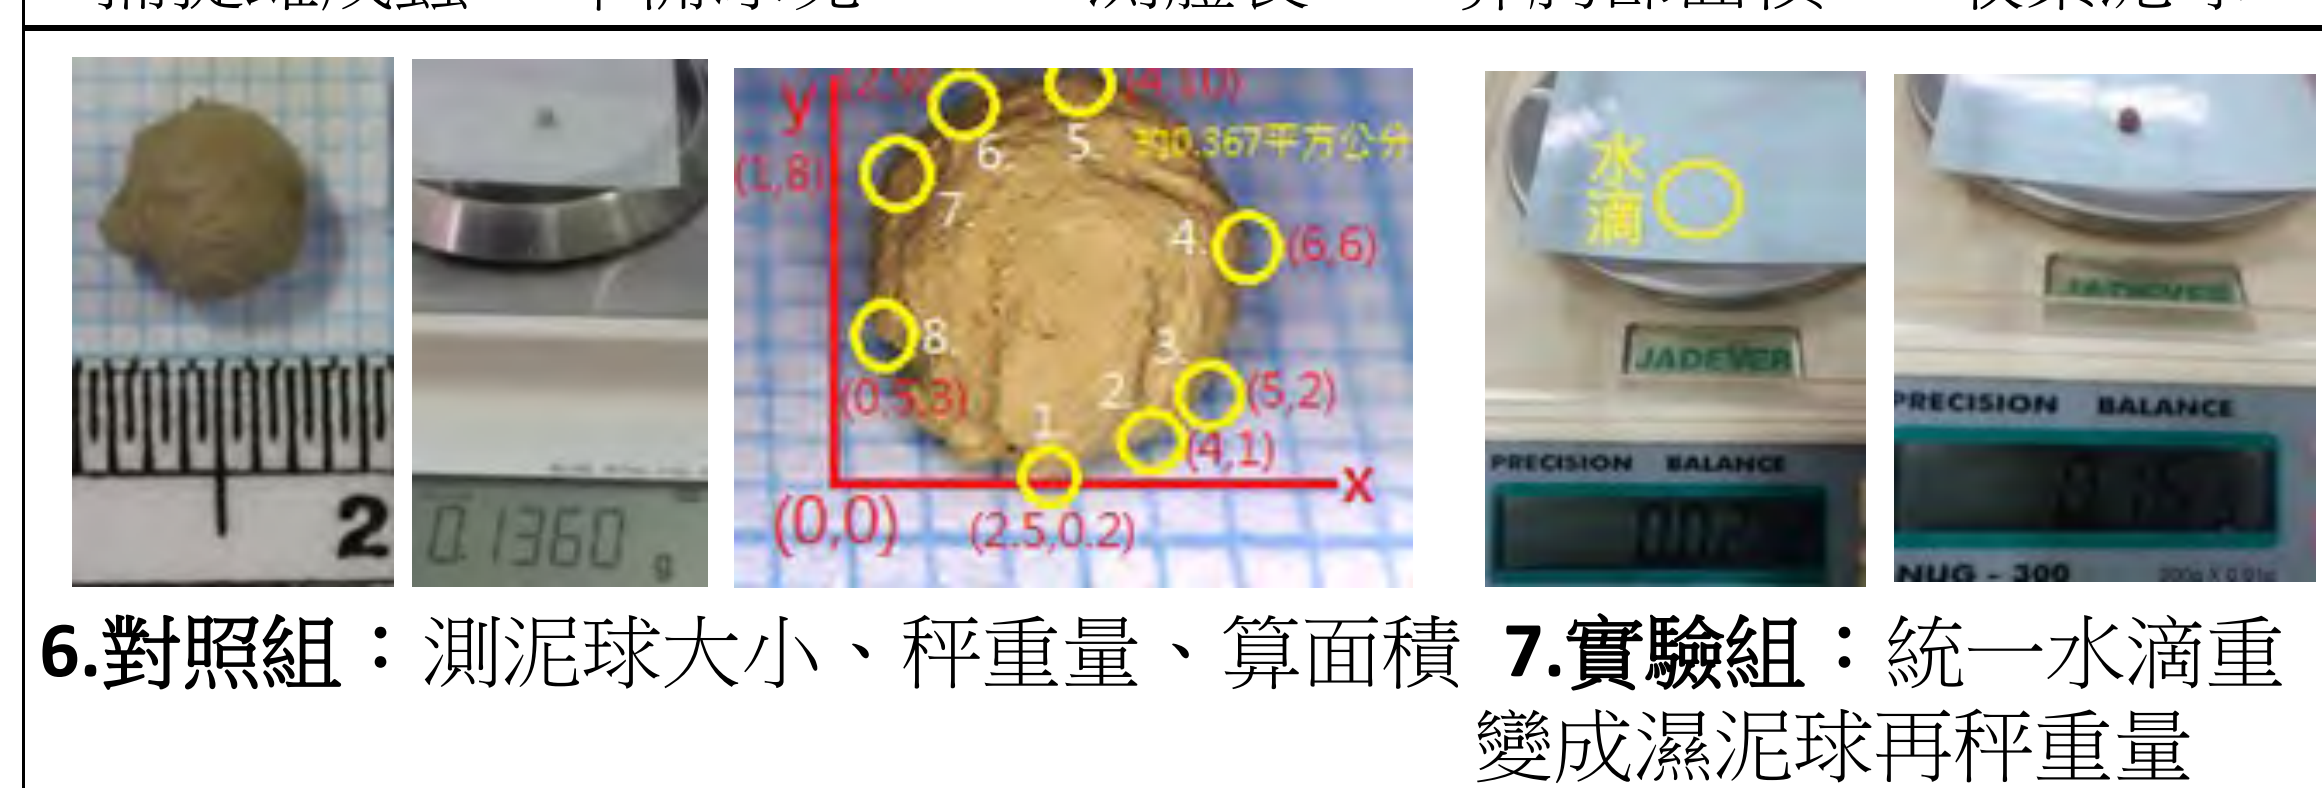 y
(2,9)
(4,10)
6.
5.
0.367平方公分
(1,8)
7.
4.
(6,6)
8.
3.
(0.5,3)
2.
(5,2)
1.
(4,1)
x
(0,0)
(2.5,0.2)
2
0.1360 g
水滴
JADEVER
PRECISION BALANCE
0.02
JADEVER
PRECISION BALANCE
NUG - 300
6.對照組：測泥球大小、秤重量、算面積
7.實驗組：統一水滴重
變成濕泥球再秤重量